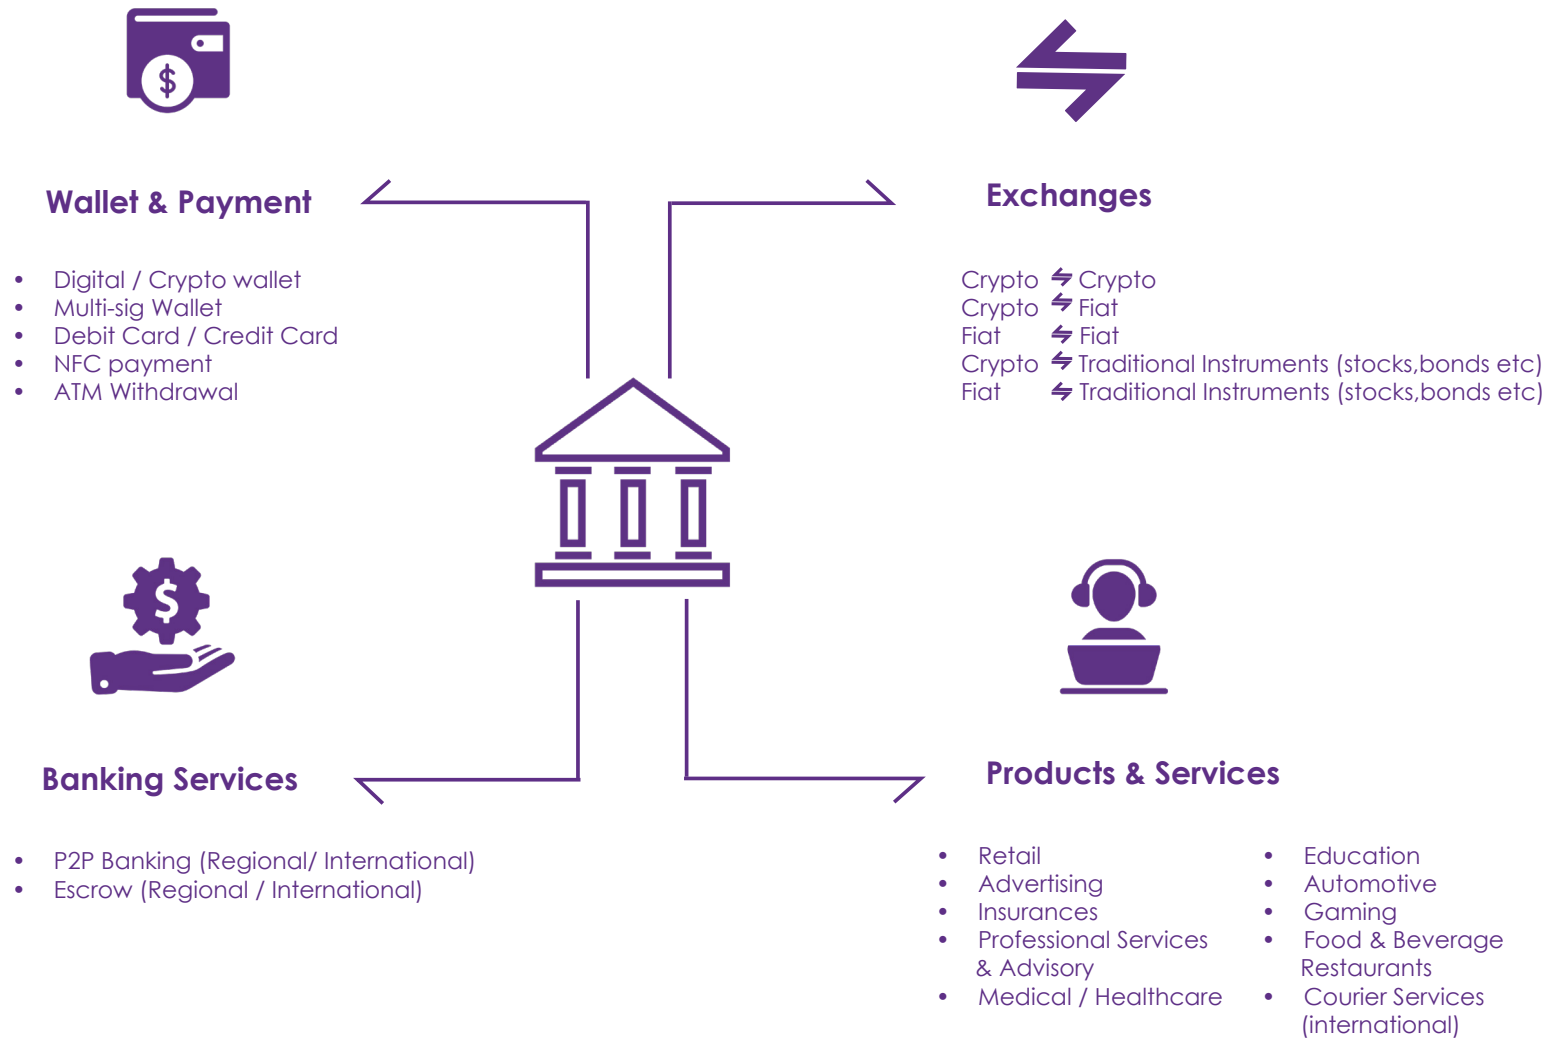 Wallet & Payment
• Digital / Crypto wallet
• Multi-sig Wallet
• Debit Card / Credit Card
• NFC payment
• ATM Withdrawal
Exchanges
Crypto ⇋ Crypto
Crypto ⇋ Fiat
Fiat ⇋ Fiat
Crypto ⇋ Traditional Instruments (stocks,bonds etc)
Fiat ⇋ Traditional Instruments (stocks,bonds etc)
$
$
Banking Services
• P2P Banking (Regional/ International)
• Escrow (Regional / International)
Products & Services
• Retail
• Advertising
• Insurances
• Professional Services
& Advisory
• Medical / Healthcare
• Education
• Automotive
• Gaming
• Food & Beverage
Restaurants
• Courier Services
(international)